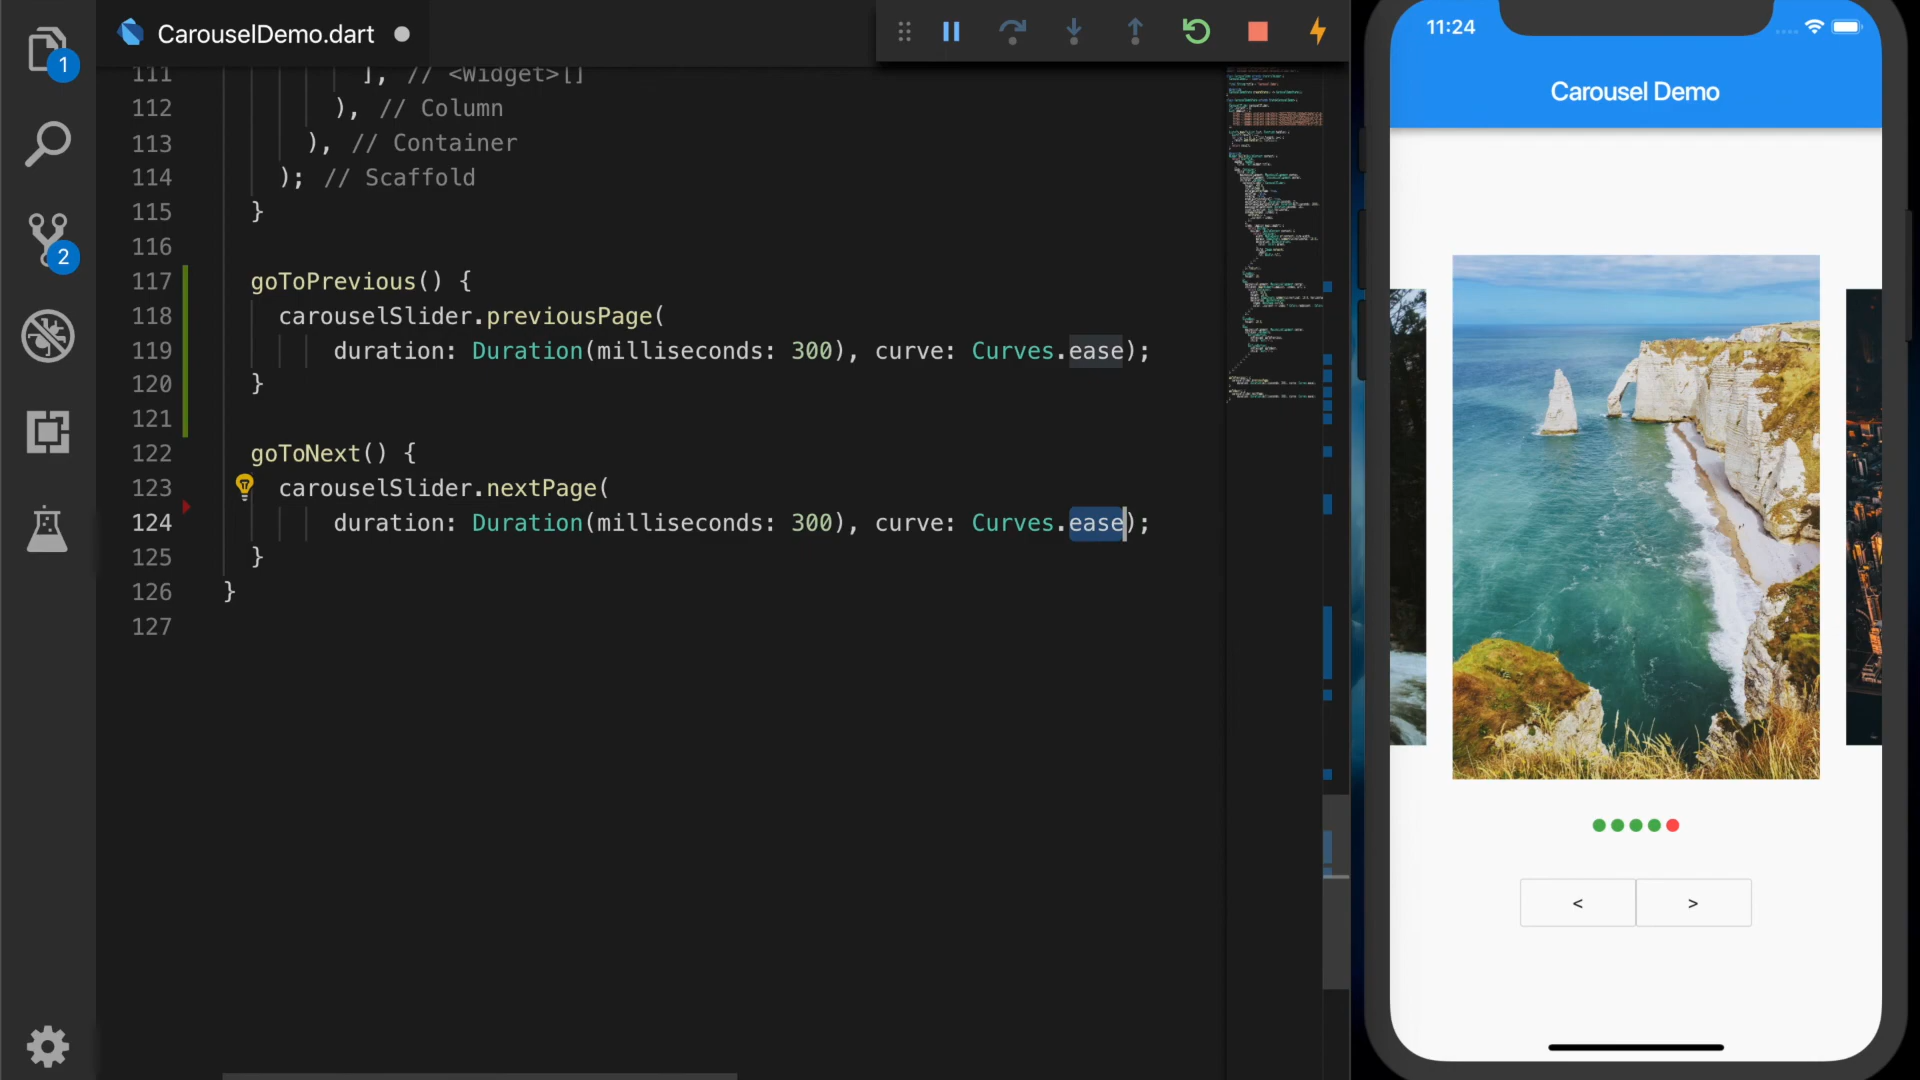 CarouselDemo.dart
1
2
111 ], // <Widget>[]
112 ), // Column
113 ), // Container
114 ); // Scaffold
115 }
116
117 goToPrevious() {
118 carouselSlider.previousPage(
119 duration: Duration(milliseconds: 300), curve: Curves.ease);
120 }
121
122 goToNext() {
123 carouselSlider.nextPage(
124 duration: Duration(milliseconds: 300), curve: Curves.ease);
125 }
126 }
127
11:24
Carousel Demo
< >